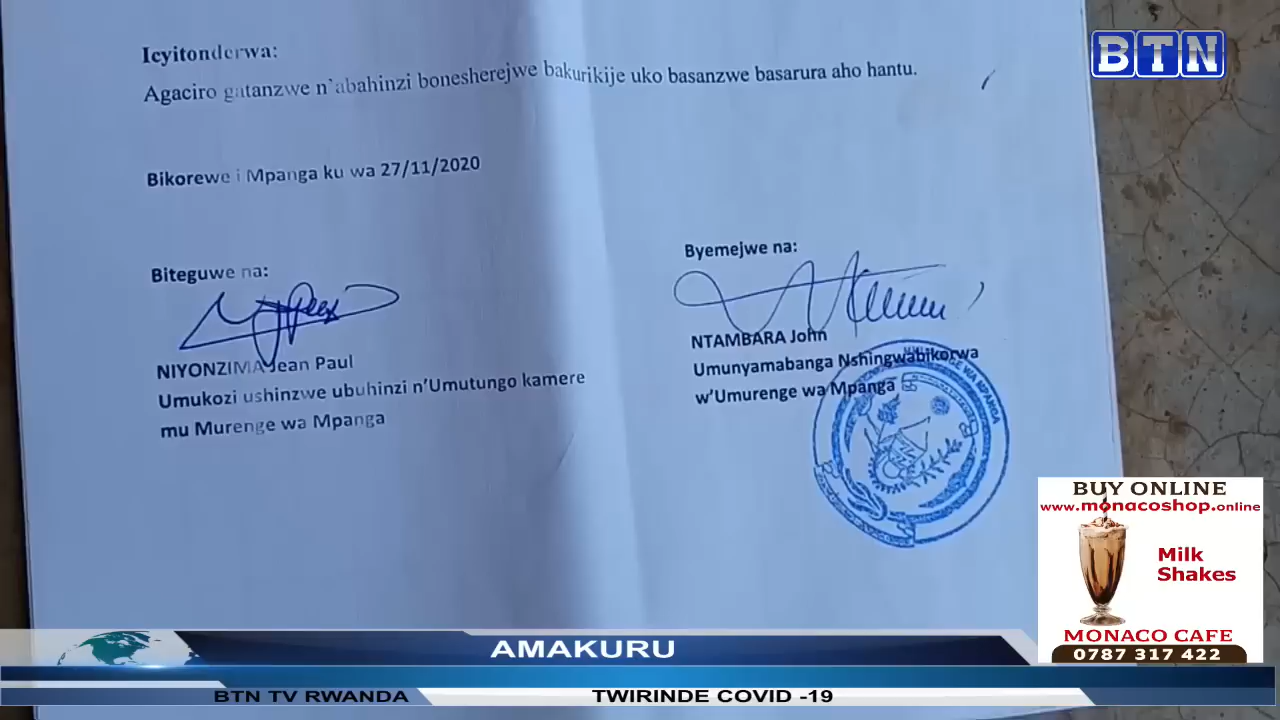 BTN
Icyitonderwa:
Agaciro gatanzwe n'abahinzi bonesherejwe bakurikije uko basanzwe basarura aho hantu.
Bikorewe i Mpanga ku wa 27/11/2020
Biteguwe na:
NIYONZIMA Jean Paul
Umukozi ushinzwe ubuhinzi n'Umutungo kamere
mu Murenge wa Mpanga
Byemejwe na:
NTAMBARA John
Umunyamabanga Nshingwabikorwa
w'Umurenge wa Mpanga
WA MPANGA
BUY ONLINE
www.monacoshop.online
Milk
Shakes
MONACO CAFE
0787 317 422
AMAKURU
BTN TV RWANDA
TWIRINDE COVID -19